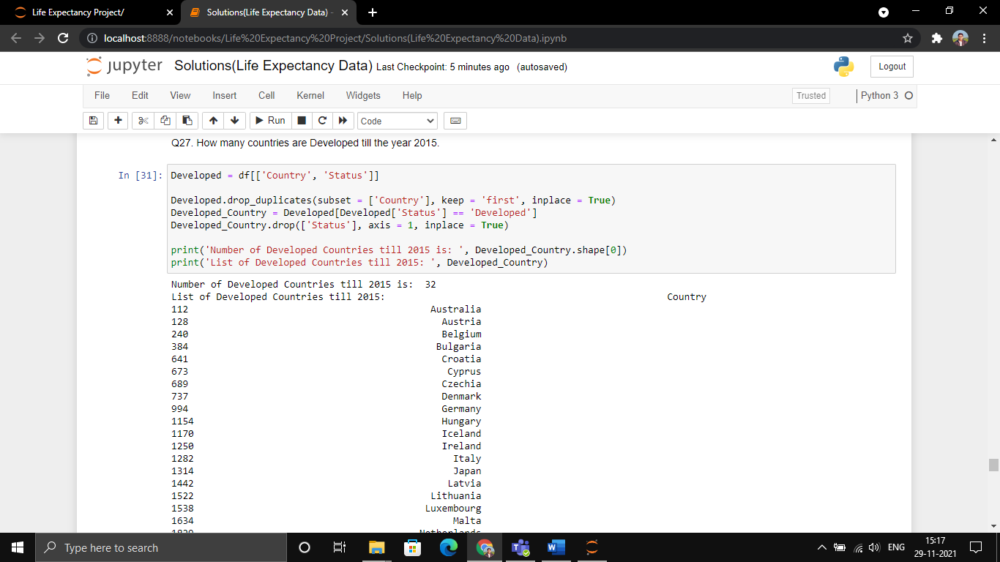 Life Expectancy Project/
Solutions(Life Expectancy Data) -
localhost:8888/notebooks/Life%20Expectancy%20Project/Solutions(Life%20Expectancy%20Data).ipynb
jupyter Solutions(Life Expectancy Data) Last Checkpoint: 5 minutes ago (autosaved)
Logout
File Edit View Insert Cell Kernel Widgets Help
Trusted
Python 3
Run
Code
Q27. How many countries are Developed till the year 2015.
In [31]: Developed = df[['Country', 'Status']]
Developed.drop_duplicates(subset = ['Country'], keep = 'first', inplace = True)
Developed_Country = Developed[Developed['Status'] == 'Developed']
Developed_Country.drop(['Status'], axis = 1, inplace = True)
print('Number of Developed Countries till 2015 is: ', Developed_Country.shape[0])
print('List of Developed Countries till 2015: ', Developed_Country)
Number of Developed Countries till 2015 is:  32
List of Developed Countries till 2015: Country
112 Australia
128 Austria
240 Belgium
384 Bulgaria
641 Croatia
673 Cyprus
689 Czechia
737 Denmark
994 Germany
1154 Hungary
1170 Iceland
1250 Ireland
1282 Italy
1314 Japan
1442 Latvia
1522 Lithuania
1538 Luxembourg
1634 Malta
Netherlands
Type here to search
ENG
15:17
29-11-2021